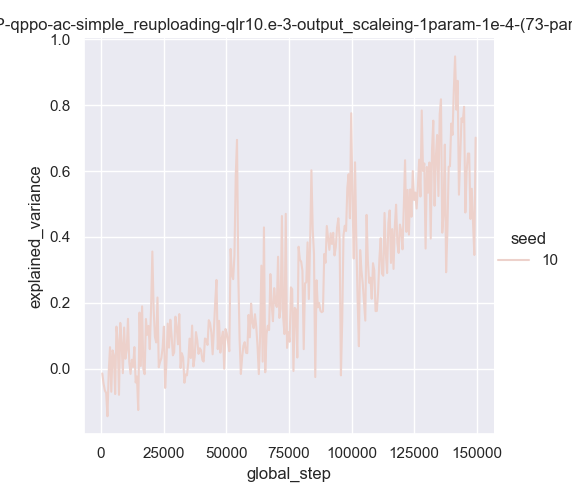 P-qppo-ac-simple_reuploading-qlr10.e-3-output_scaleing-1param-1e-4-(73-par
1.0
0.8
0.6
0.4
0.2
0.0
explained_variance
seed
10
0 25000 50000 75000 100000 125000 150000
global_step